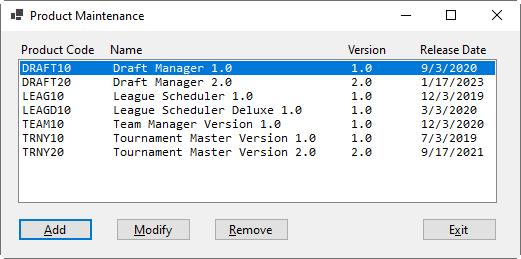 Product Maintenance
Product Code Name Version Release Date
DRAFT10 Draft Manager 1.0 1.0 9/3/2020
DRAFT20 Draft Manager 2.0 2.0 1/17/2023
LEAG10 League Scheduler 1.0 1.0 12/3/2019
LEAGD10 League Scheduler Deluxe 1.0 1.0 3/3/2020
TEAM10 Team Manager Version 1.0 1.0 12/3/2020
TRNY10 Tournament Master Version 1.0 1.0 7/3/2019
TRNY20 Tournament Master Version 2.0 2.0 9/17/2021
Add Modify Remove Exit